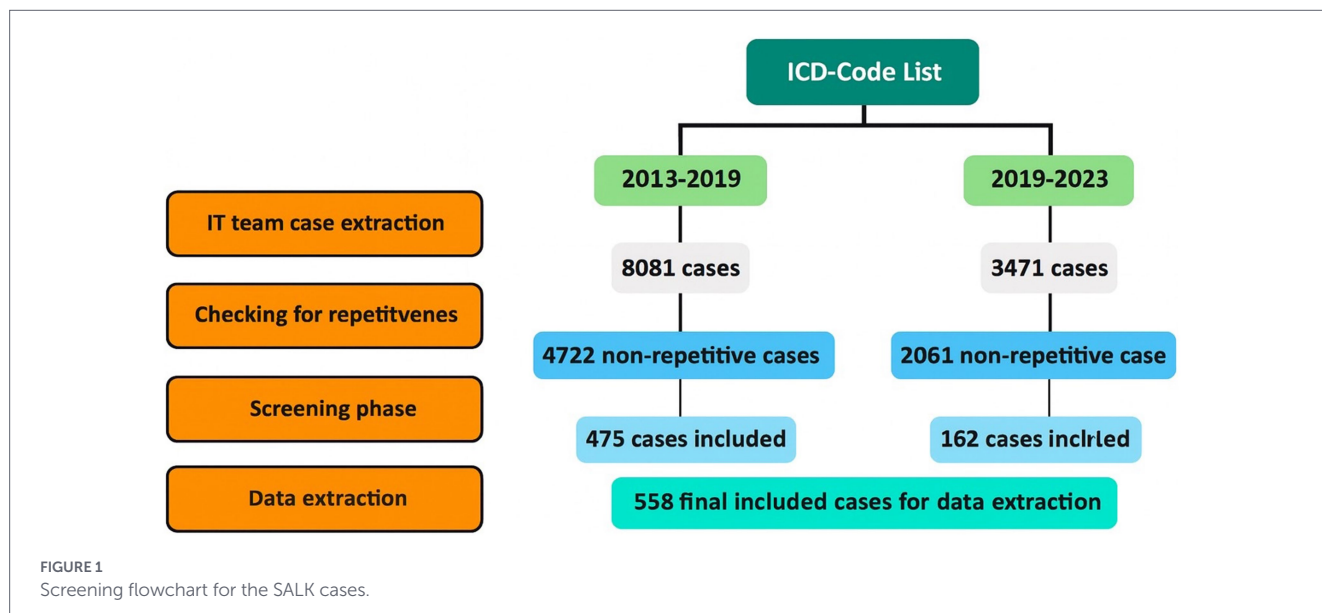 ICD-Code List
2013-2019
2019-2023
IT team case extraction
8081 cases
3471 cases
Checking for repetitvenes
4722 non-repetitive cases
2061 non-repetitive case
Screening phase
475 cases included
162 cases inclrled
Data extraction
558 final included cases for data extraction
FIGURE 1
Screening flowchart for the SALK cases.